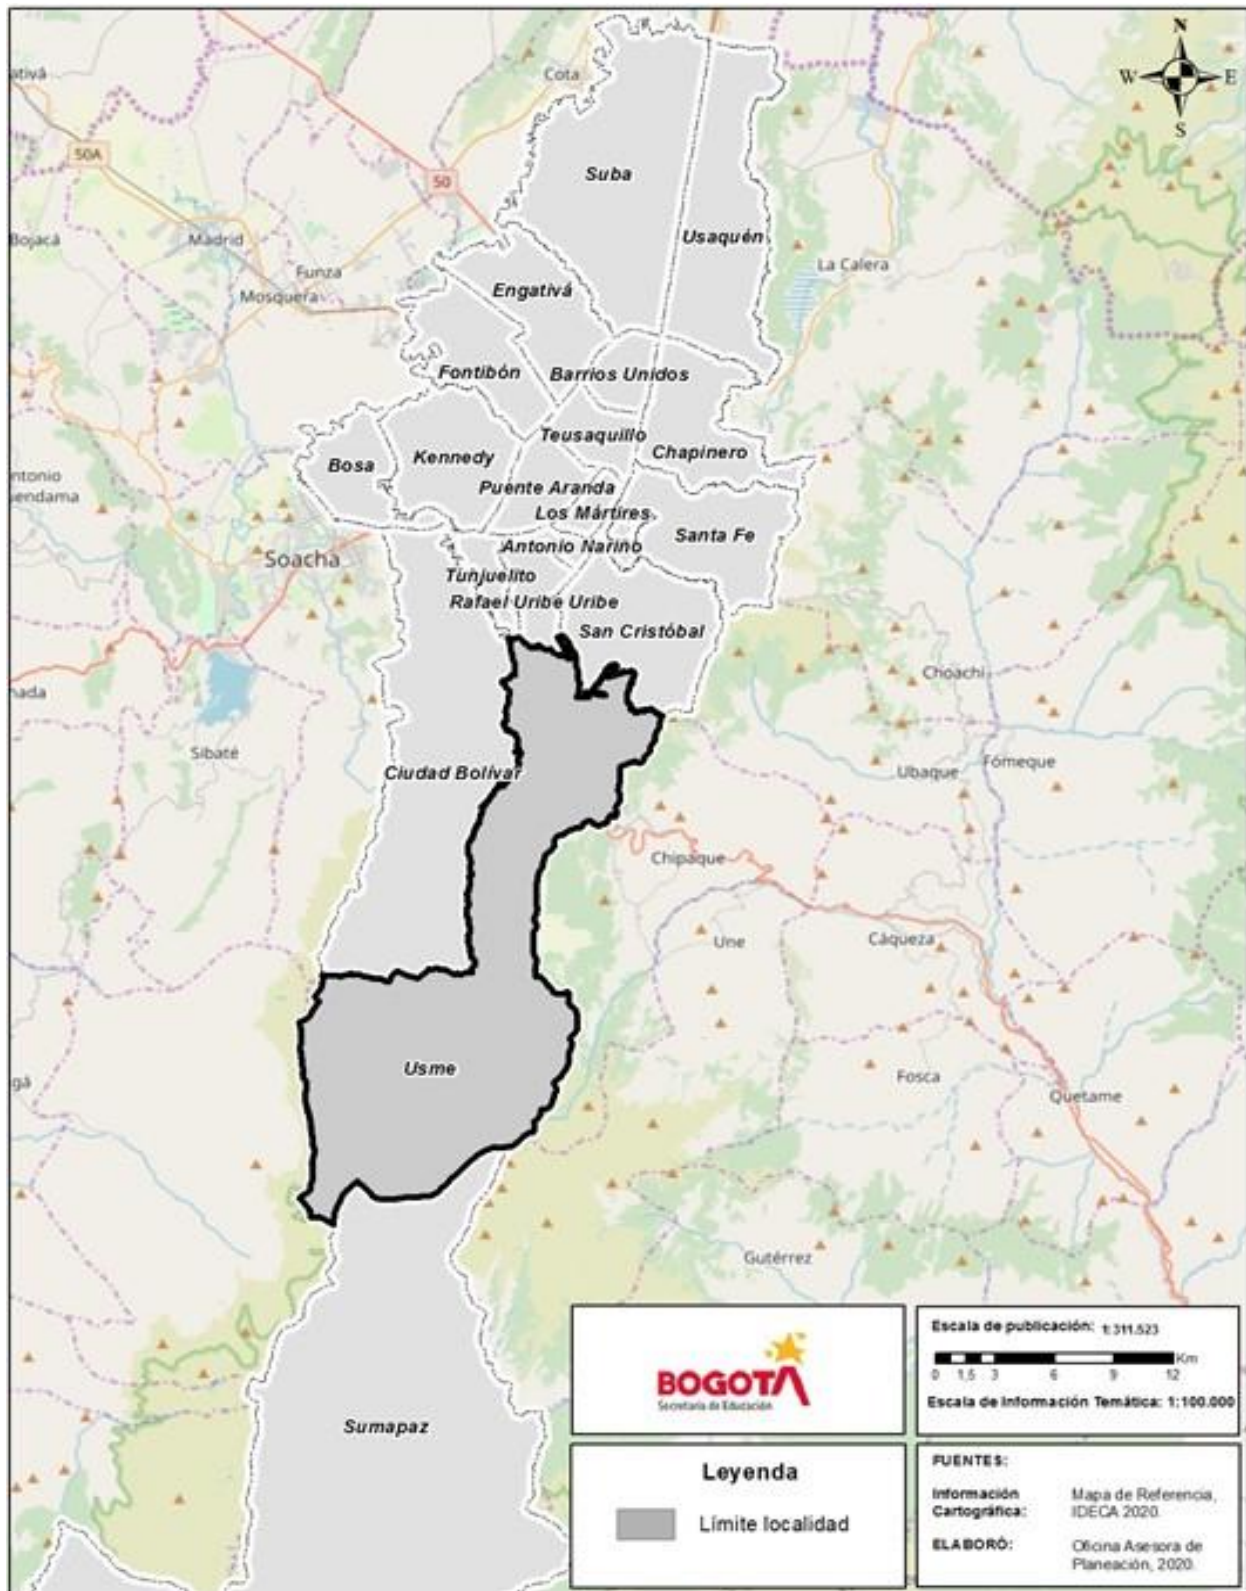 N
W E
S
Cota
50A
50
Suba
Bojacá
Madrid
Usaquén
Funza
La Calera
Mosquera
Engativá
Fontibón
Barrios Unidos
Teusaquillo
Chapinero
Bosa
Kennedy
Puente Aranda
Los Mártires
Santa Fe
Antonio Nariño
Soacha
Tunjuelito
Rafael Uribe Uribe
San Cristóbal
Choachí
Sibaté
Ciudad Bolívar
Ubaque
Fómeque
Chipaque
Une
Cáqueza
Usme
Fosca
Quetame
Gutérrez
Sumapaz
BOGOTÁ
Secretaría de Educación
Escala de publicación: 1:311.523
Km
0 1,5 3 6 9 12
Escala de Información Temática: 1:100.000
Leyenda
Límite localidad
FUENTES:
Información Cartográfica: Mapa de Referencia, IDECA 2020.
ELABORÓ: Oficina Asesora de Planeación, 2020.